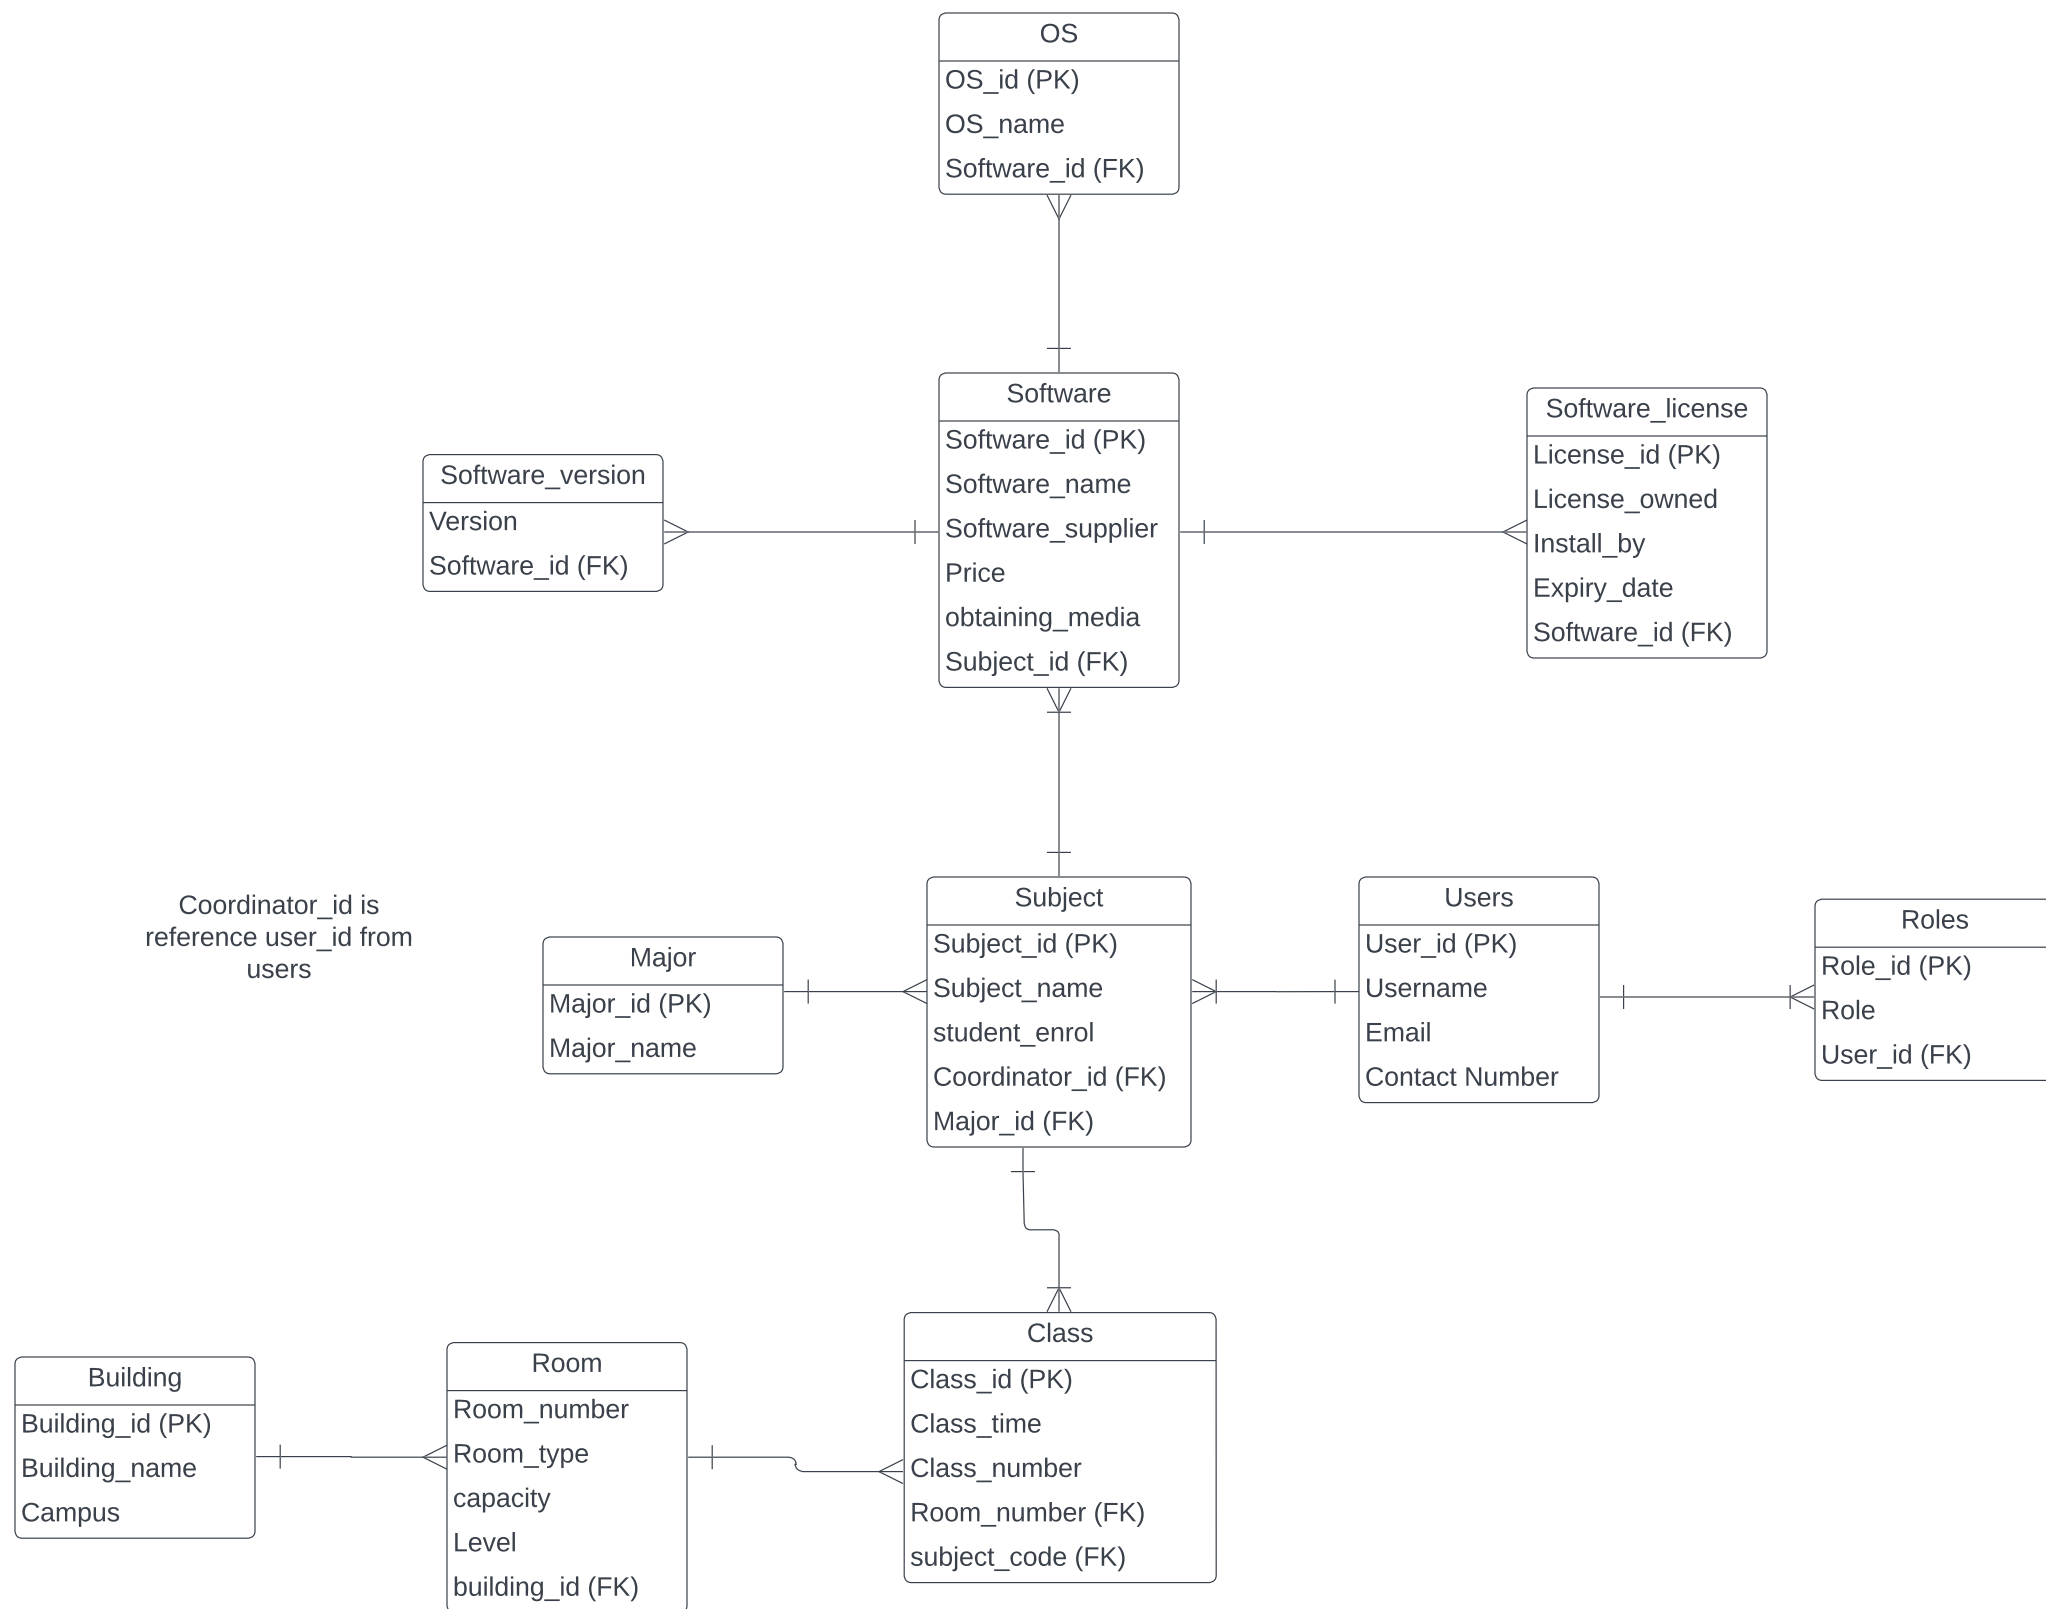 OS
OS_id (PK)
OS_name
Software_id (FK)
Software
Software_id (PK)
Software_name
Software_supplier
Price
obtaining_media
Subject_id (FK)
Software_license
License_id (PK)
License_owned
Install_by
Expiry_date
Software_id (FK)
Software_version
Version
Software_id (FK)
Coordinator_id is
reference user_id from
users
Major
Major_id (PK)
Major_name
Subject
Subject_id (PK)
Subject_name
student_enrol
Coordinator_id (FK)
Major_id (FK)
Users
User_id (PK)
Username
Email
Contact Number
Roles
Role_id (PK)
Role
User_id (FK)
Building
Building_id (PK)
Building_name
Campus
Room
Room_number
Room_type
capacity
Level
building_id (FK)
Class
Class_id (PK)
Class_time
Class_number
Room_number (FK)
subject_code (FK)